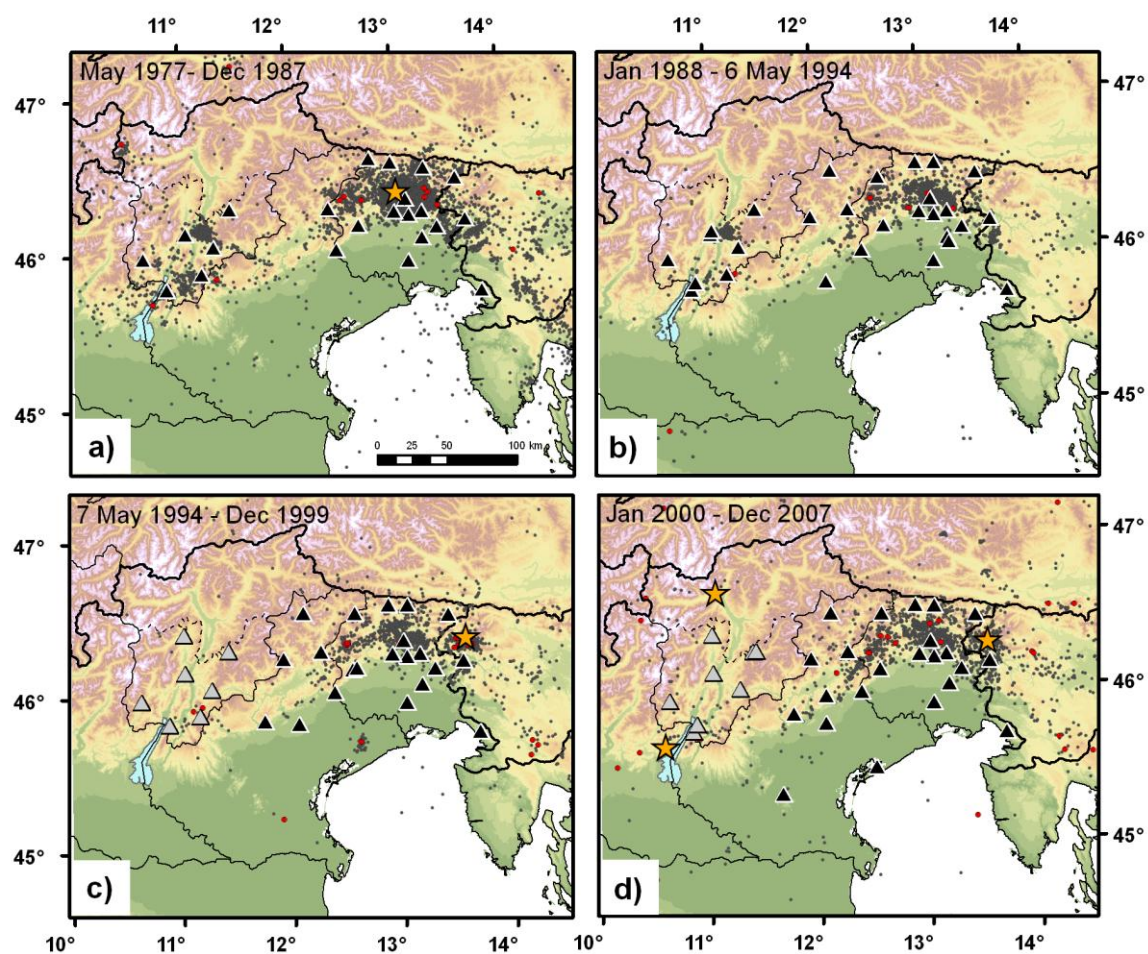 11° 12° 13° 14° 11° 12° 13° 14°
May 1977- Dec 1987
Jan 1988 - 6 May 1994
47° 47°
46° 46°
45° 45°
0 25 50 100 km
a)
b)
7 May 1994 - Dec 1999
Jan 2000 - Dec 2007
47° 47°
46° 46°
45° 45°
c)
d)
10° 11° 12° 13° 14° 10° 11° 12° 13° 14°